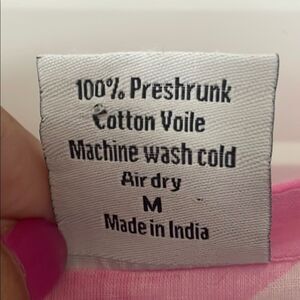 100% Preshrunk
Cotton Voile
Machine wash cold
Air dry
M
Made in India